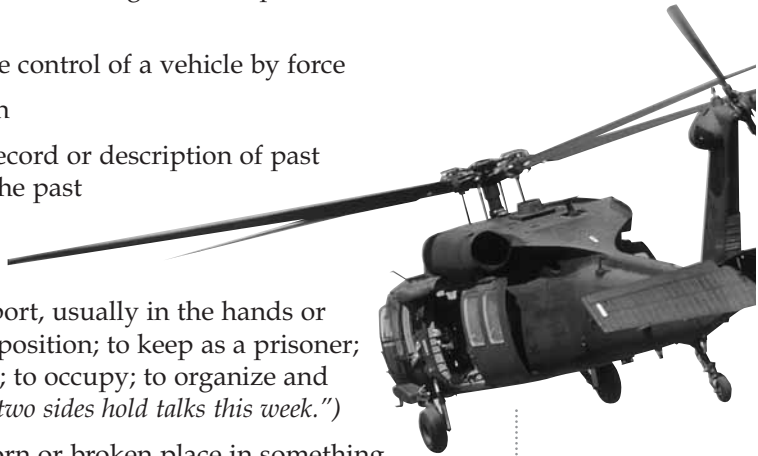 e control of a vehicle by force
n
ecord or description of past
he past
port, usually in the hands or
position; to keep as a prisoner;
; to occupy; to organize and
two sides hold talks this week.”)
orn or broken place in something